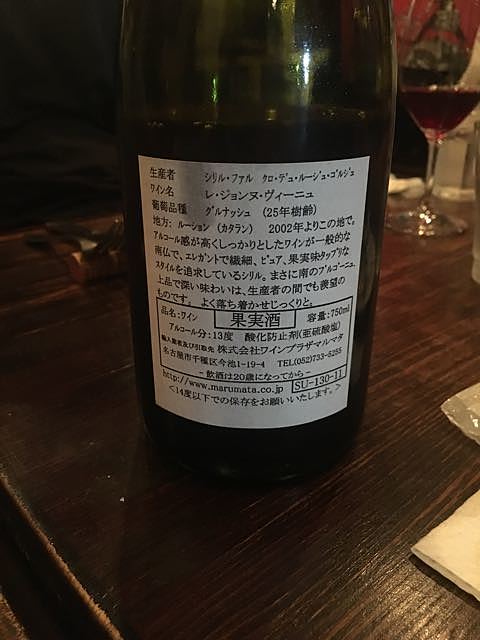 生産者 シリル・ファル クロ・デュ・ルージュ・ゴルジュ
ワイン名 レ・ジョンヌ・ヴィーニュ
葡萄品種 グルナッシュ (25年樹齢)
地方: ルーション(カタラン) 2002年よりこの地で。
アルコール感が高くしっかりとしたワインが一般的な
南仏で、エレガントで繊細、ピュア、果実味タップリな
スタイルを追求しているシリル。まさに南のブルゴーニュ。
上品で深い味わいは、生産者の間でも羨望の
ものです。 よく落ち着かせじっくりと。
品名:ワイン 果実酒 容量:750ml
アルコール分:13度 酸化防止剤(亜硫酸塩)
輸入業者及び引取先 株式会社ワインプラザマルマタ
名古屋市千種区今池1-19-4 TEL(052)733-5255
-飲酒は20歳になってから-
http://www.marumata.co.jp SU-130-11
<14度以下での保存をお願いいたします。>